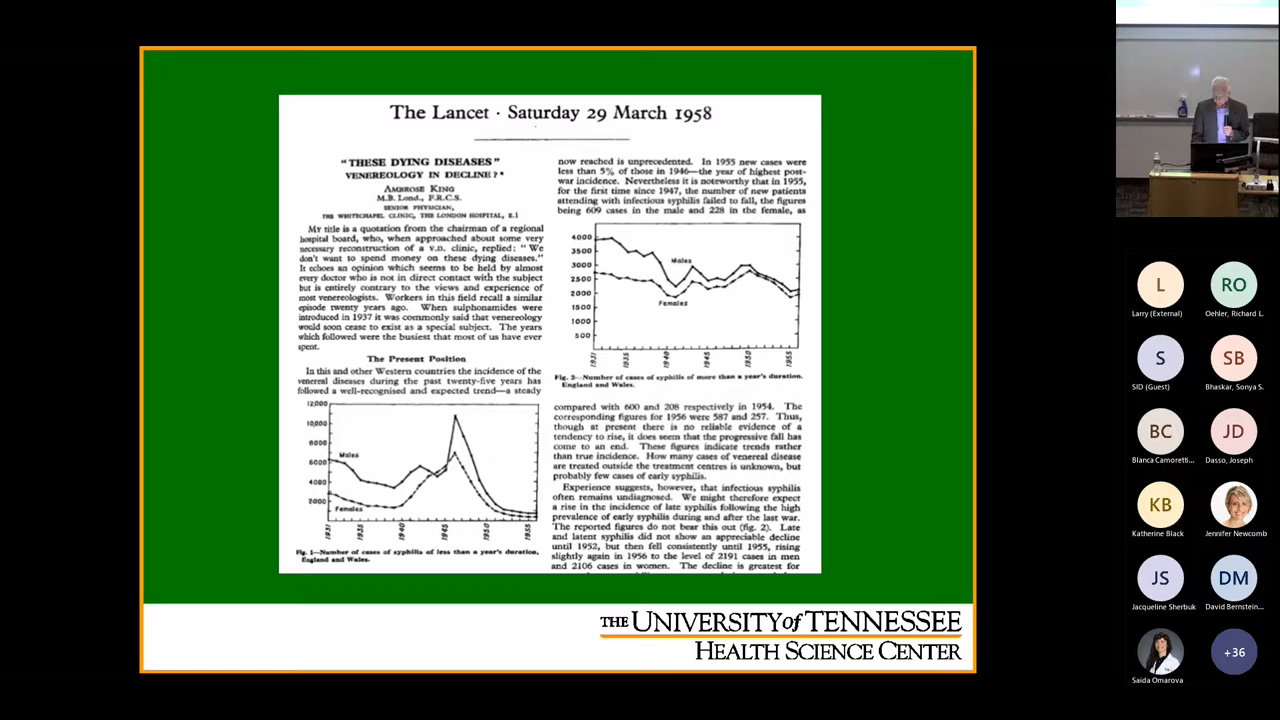 The Lancet · Saturday 29 March 1958
"THESE DYING DISEASES"
VENEREOLOGY IN DECLINE?*
AMBROSE KING
M.B. Lond., F.R.C.S.
SENIOR PHYSICIAN,
THE WHITECHAPEL CLINIC, THE LONDON HOSPITAL, E.1
MY title is a quotation from the chairman of a regional
hospital board, who, when approached about some very
necessary reconstruction of a V.D. clinic, replied: "We
don't want to spend money on these dying diseases."
It echoes an opinion which seems to be held by almost
every doctor who is not in direct contact with the subject
but is entirely contrary to the views and experience of
most venereologists. Workers in this field recall a similar
episode twenty years ago. When sulphonamides were
introduced in 1937 it was commonly said that venereology
would soon cease to exist as a special subject. The years
which followed were the busiest that most of us have ever
spent.
The Present Position
In this and other Western countries the incidence of the
venereal diseases during the past twenty-five years has
followed a well-recognised and expected trend—a steady
12,000
10,000
8000
6000
4000
2000
Males
Females
1931
1935
1940
1945
1950
1955
Fig. 1—Number of cases of syphilis of less than a year's duration,
England and Wales.
now reached is unprecedented. In 1955 new cases were
less than 5% of those in 1946—the year of highest post-
war incidence. Nevertheless it is noteworthy that in 1955,
for the first time since 1947, the number of new patients
attending with infectious syphilis failed to fall, the figures
being 609 cases in the male and 228 in the female, as
4000
3500
3000
2500
2000
1500
1000
500
Males
Females
1931
1935
1940
1945
1950
1955
Fig. 2—Number of cases of syphilis of more than a year's duration.
England and Wales.
compared with 600 and 208 respectively in 1954. The
corresponding figures for 1956 were 587 and 257. Thus,
though at present there is no reliable evidence of a
tendency to rise, it does seem that the progressive fall has
come to an end. These figures indicate trends rather
than true incidence. How many cases of venereal disease
are treated outside the treatment centres is unknown, but
probably few cases of early syphilis.
Experience suggests, however, that infectious syphilis
often remains undiagnosed. We might therefore expect
a rise in the incidence of late syphilis following the high
prevalence of early syphilis during and after the last war.
The reported figures do not bear this out (fig. 2). Late
and latent syphilis did not show an appreciable decline
until 1952, but then fell consistently until 1955, rising
slightly again in 1956 to the level of 2191 cases in men
and 2106 cases in women. The decline is greatest for
THE UNIVERSITY of TENNESSEE
HEALTH SCIENCE CENTER
L
Larry (External)
RO
Oehler, Richard L.
S
SID (Guest)
SB
Bhaskar, Sonya S.
BC
Blanca Camoretti...
JD
Dasso, Joseph
KB
Katherine Black
Jennifer Newcomb
JS
Jacqueline Sherbuk
DM
David Bernstein...
Saida Omarova
+36